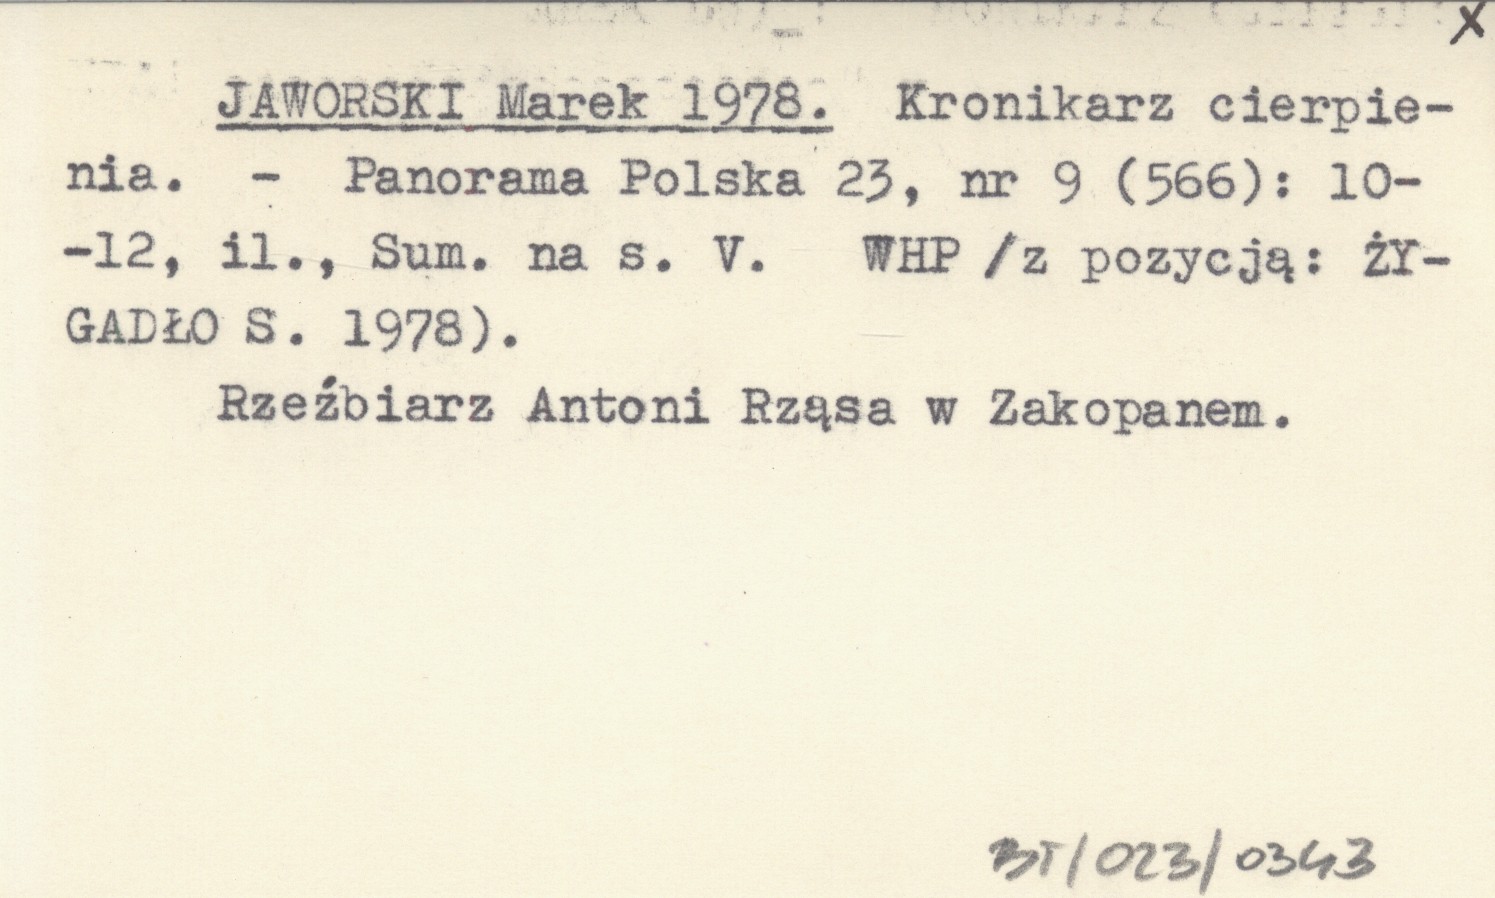 X
JAWORSKI Marek 1978. Kronikarz cierpie-
nia. - Panorama Polska 23, nr 9 (566): 10-
-12, il., Sum. na s. V. WHP /z pozycją: ŻY-
GADŁO S. 1978).
Rzeźbiarz Antoni Rząsa w Zakopanem.
BT/023/0343